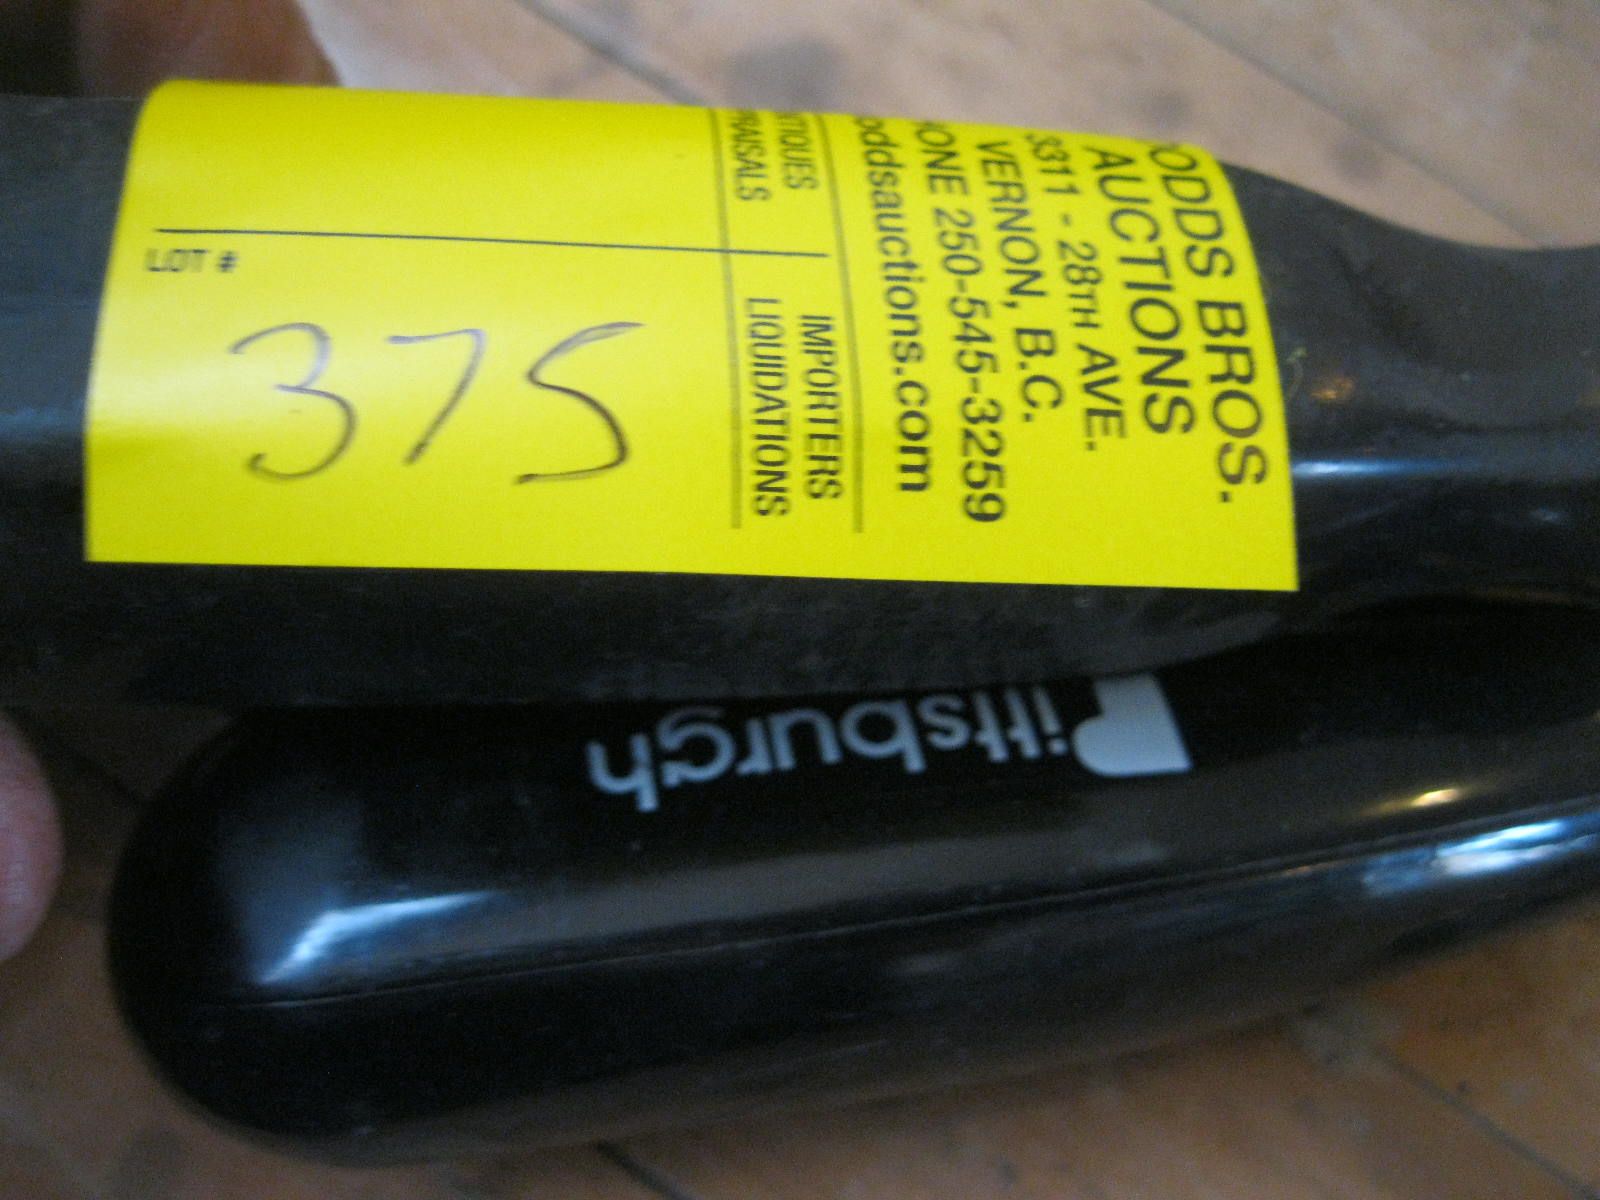 ODDS BROS.
AUCTIONS
3311 - 28TH AVE.
VERNON, B.C.
ONE 250-545-3259
oddsauctions.com
TIQUES
IMPORTERS
RAISALS
LIQUIDATIONS
LOT #
375
Pittsburgh